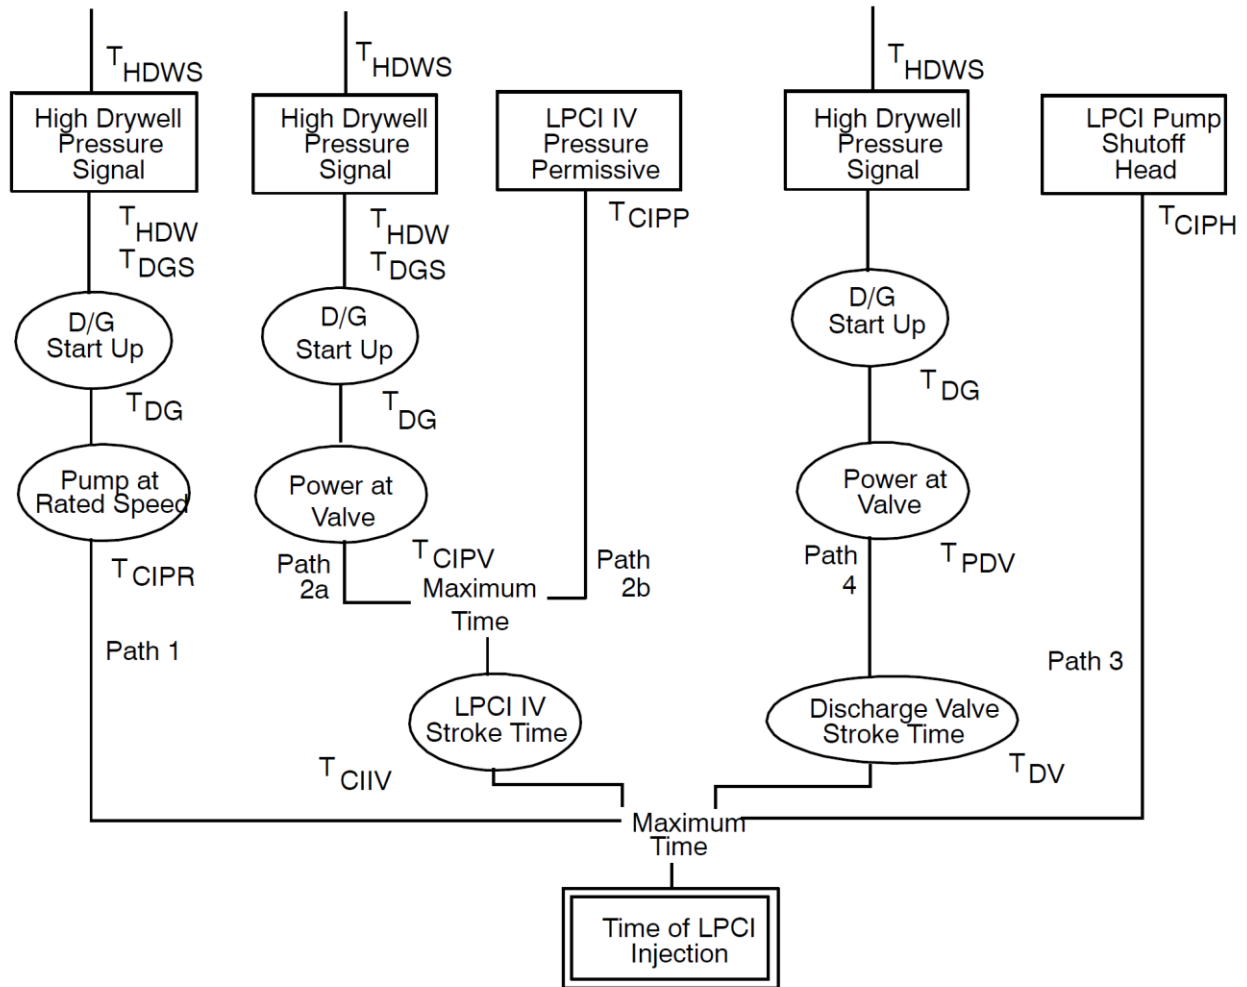 THDWS
High Drywell
Pressure
Signal
THDW
TDGS
D/G
Start Up
TDG
Pump at
Rated Speed
TCIPR
Path 1
THDWS
High Drywell
Pressure
Signal
THDW
TDGS
D/G
Start Up
TDG
Power at
Valve
Path
2a
TCIPV
LPCI IV
Pressure
Permissive
TCIPP
Path
2b
Maximum
Time
LPCI IV
Stroke Time
TCIIV
THDWS
High Drywell
Pressure
Signal
D/G
Start Up
TDG
Power at
Valve
TPDV
Path
4
Discharge Valve
Stroke Time
TDV
LPCI Pump
Shutoff
Head
TCIPH
Path 3
Maximum
Time
Time of LPCI
Injection